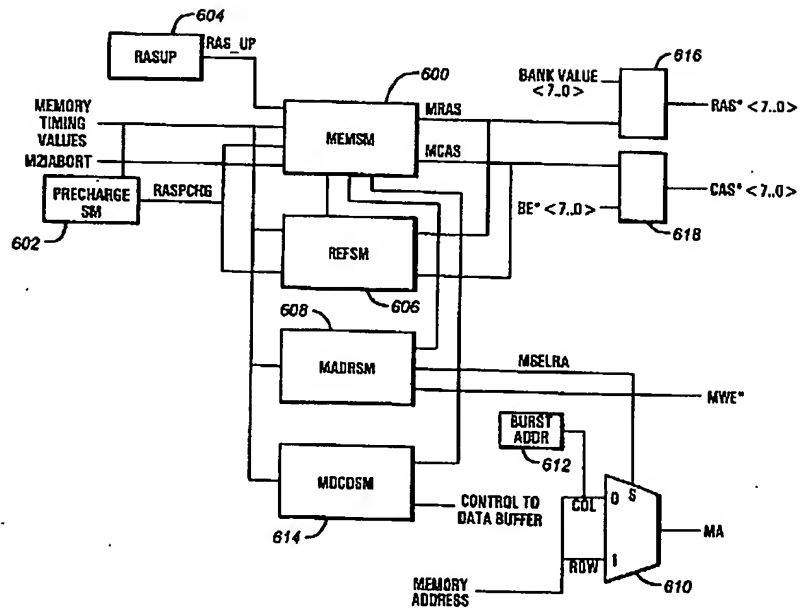 604
RASUP
RAS_UP
600
616
BANK VALUE
<7..0>
RAS* <7..0>
MEMORY
TIMING
VALUES
MRAS
MEMSM
M2IABORT
MCAS
PRECHARGE
SM
RASPCHG
CAS* <7..0>
BE* <7..0>
602
618
REFSM
606
608
MADRSM
MSELRA
MWE*
BURST
ADDR
612
MDCDSM
614
CONTROL TO
DATA BUFFER
COL
0
S
MA
ROW
1
610
MEMORY
ADDRESS